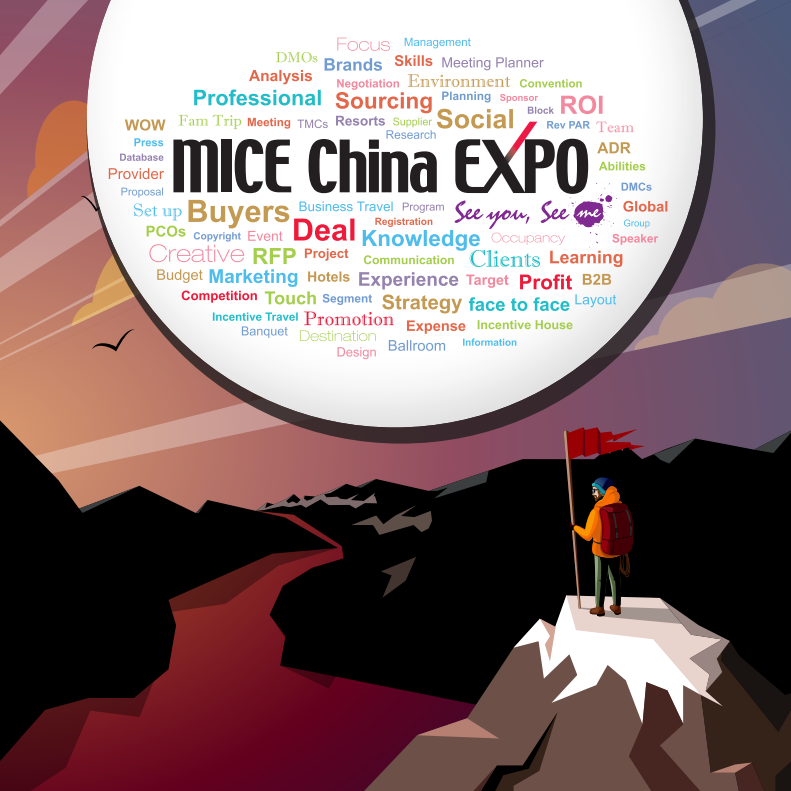 Focus Management
DMOs Brands Skills Meeting Planner
Analysis Negotiation Environment Convention
Professional Sourcing Planning Sponsor ROI
WOW Fam Trip Meeting TMCs Resorts Supplier Social Block Rev PAR Team
Press Research ADR
Database MICE China EXPO Abilities
Provider
Proposal DMCs
Set up Buyers Business Travel Program See you, See me Global
PCOs Copyright Event Deal Registration Knowledge Occupancy Group
Speaker
Creative RFP Project Communication Clients Learning
Budget Marketing Hotels Experience Target Profit B2B
Competition Touch Segment Strategy face to face Layout
Incentive Travel Promotion Expense Incentive House
Banquet Destination Ballroom Information
Design